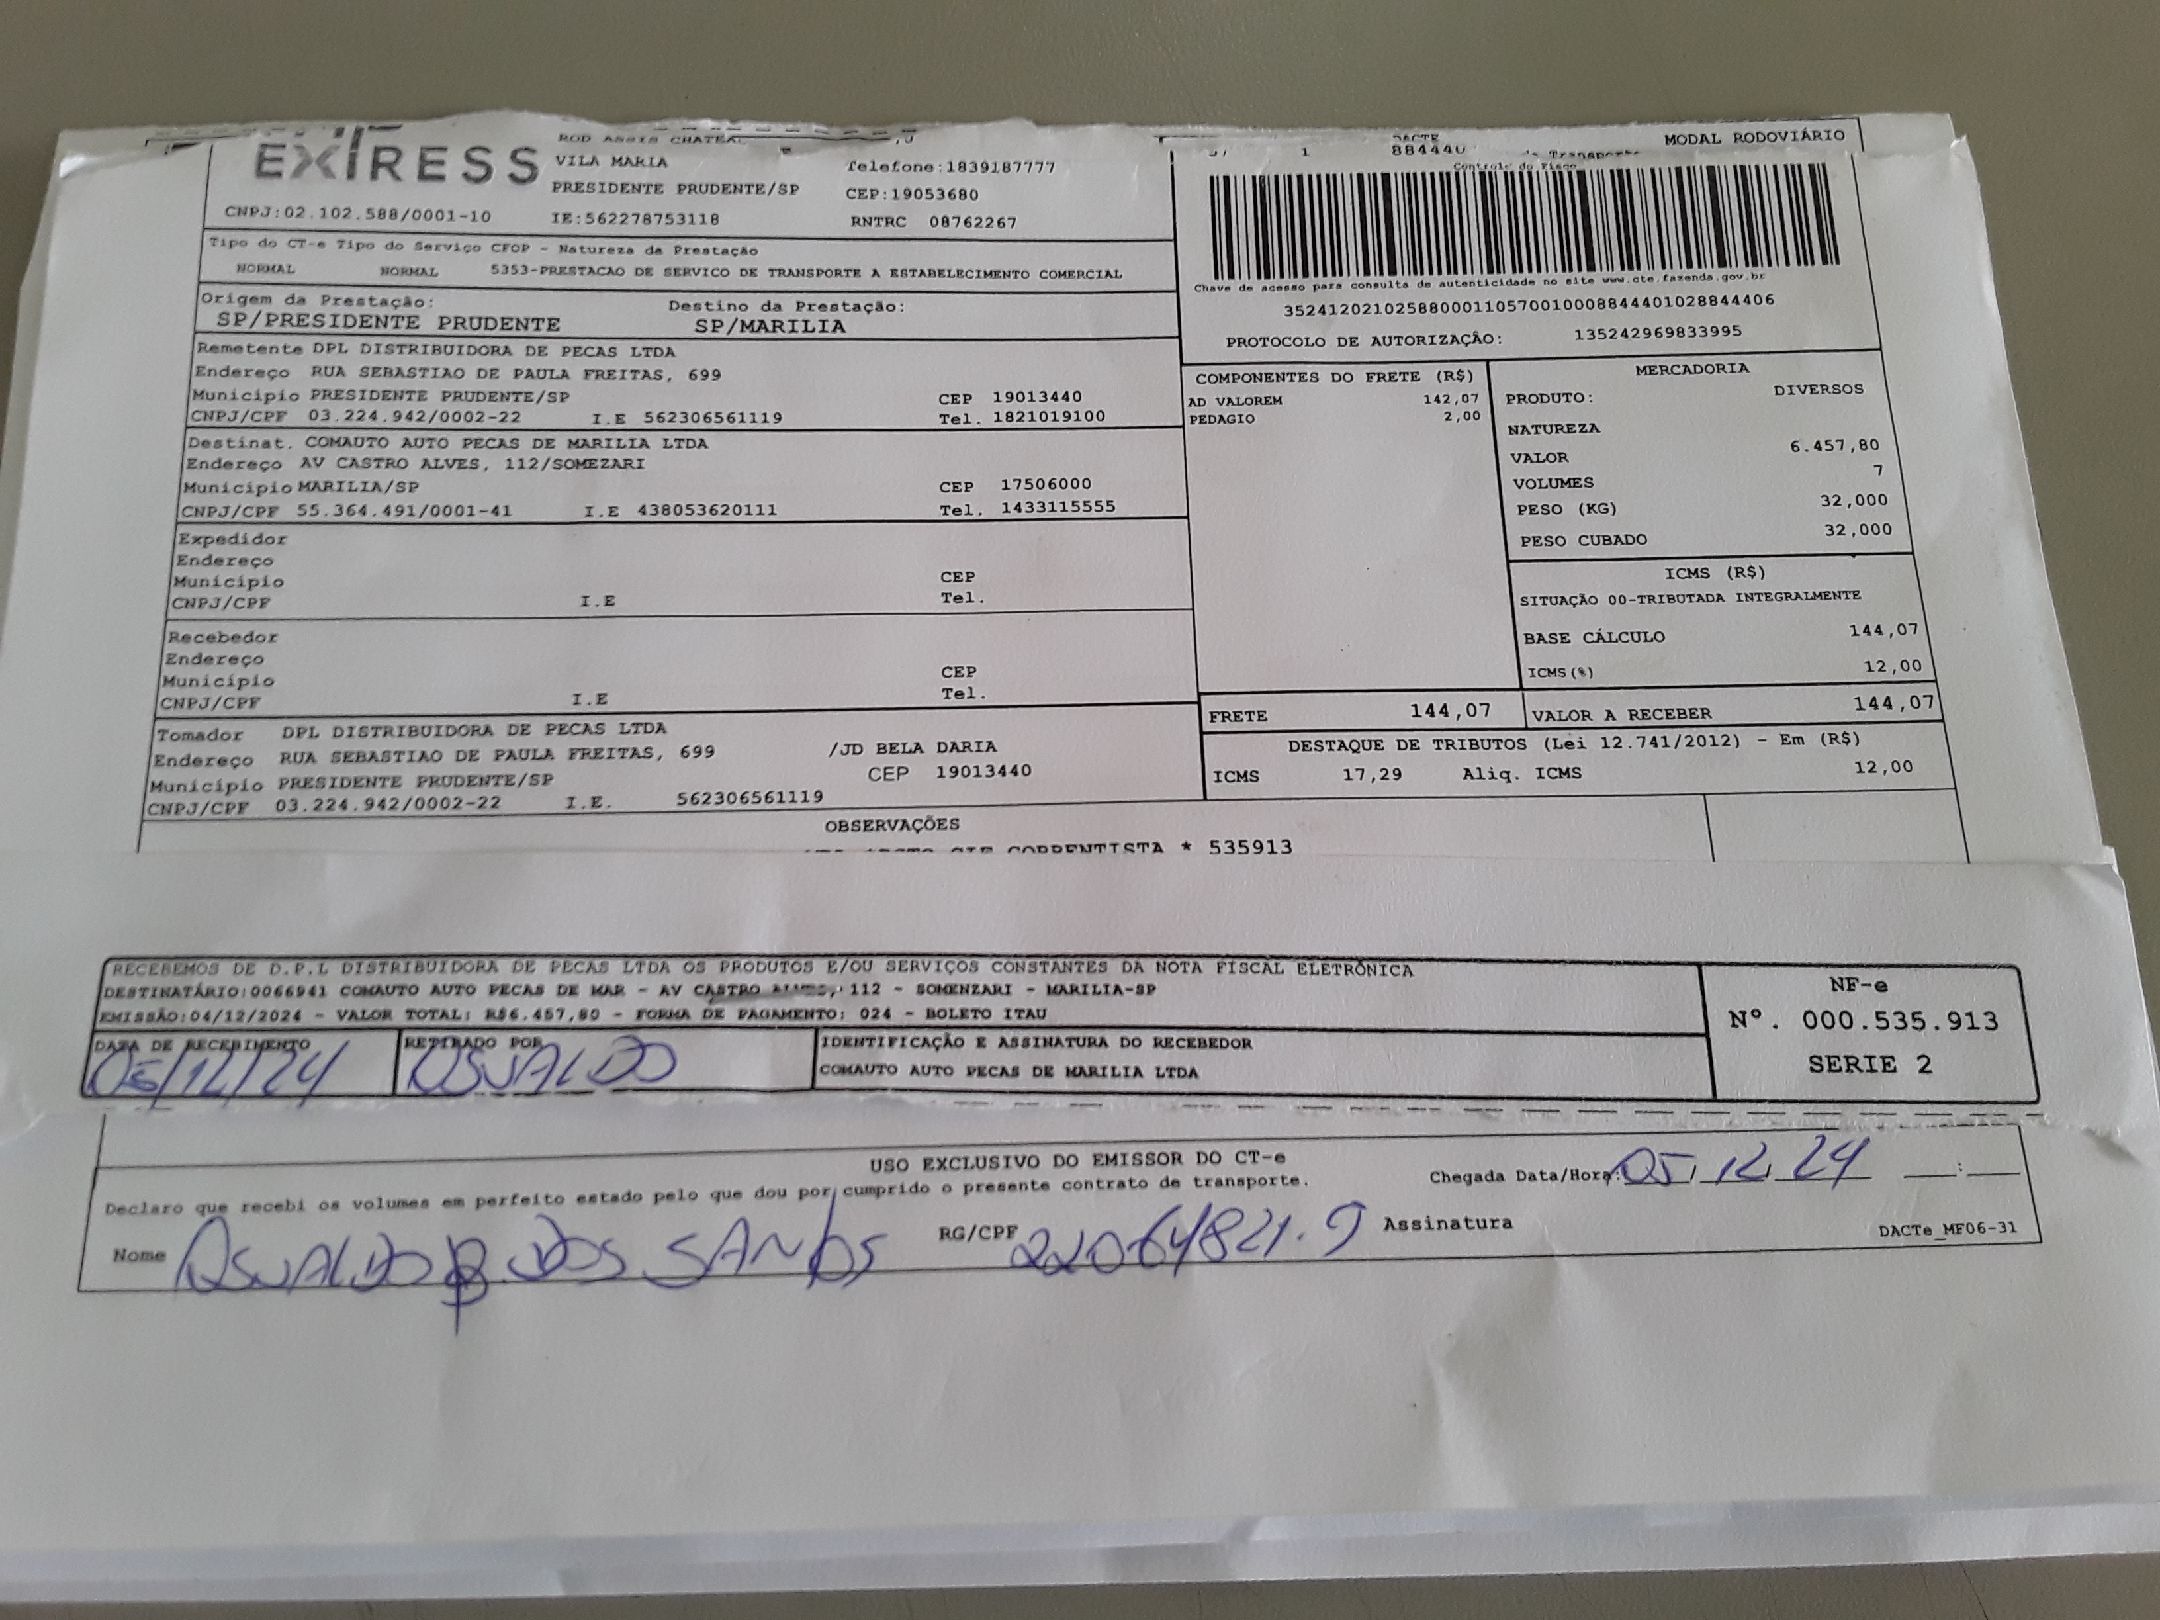 EXTRESS
ROD ASSIS CHATEA
VILA MARIA Telefone:1839187777
PRESIDENTE PRUDENTE/SP CEP:19053680
CNPJ:02.102.588/0001-10 IE:562278753118 RNTRC 08762267
DACTE MODAL RODOVIÁRIO
57 1 884440
Controle do Fisco
Tipo do CT-e Tipo do Serviço CFOP - Natureza da Prestação
NORMAL NORMAL 5353-PRESTACAO DE SERVICO DE TRANSPORTE A ESTABELECIMENTO COMERCIAL
Chave de acesso para consulta de autenticidade no site www.cte.fazenda.gov.br
35241202102588000110570010008844401028844406
PROTOCOLO DE AUTORIZAÇÃO: 135242969833995
Origem da Prestação: Destino da Prestação:
SP/PRESIDENTE PRUDENTE SP/MARILIA
Remetente DPL DISTRIBUIDORA DE PECAS LTDA
Endereço RUA SEBASTIAO DE PAULA FREITAS, 699
Município PRESIDENTE PRUDENTE/SP CEP 19013440
CNPJ/CPF 03.224.942/0002-22 I.E 562306561119 Tel. 1821019100
Destinat. COMAUTO AUTO PECAS DE MARILIA LTDA
Endereço AV CASTRO ALVES, 112/SOMEZARI
Município MARILIA/SP CEP 17506000
CNPJ/CPF 55.364.491/0001-41 I.E 438053620111 Tel. 1433115555
Expedidor
Endereço
Município CEP
CNPJ/CPF I.E Tel.
Recebedor
Endereço
Município CEP
CNPJ/CPF I.E Tel.
Tomador DPL DISTRIBUIDORA DE PECAS LTDA
Endereço RUA SEBASTIAO DE PAULA FREITAS, 699 /JD BELA DARIA
Município PRESIDENTE PRUDENTE/SP CEP 19013440
CNPJ/CPF 03.224.942/0002-22 I.E. 562306561119
COMPONENTES DO FRETE (R$)
AD VALOREM 142,07
PEDAGIO 2,00
MERCADORIA
PRODUTO: DIVERSOS
NATUREZA
VALOR 6.457,80
VOLUMES 7
PESO (KG) 32,000
PESO CUBADO 32,000
ICMS (R$)
SITUAÇÃO 00-TRIBUTADA INTEGRALMENTE
BASE CÁLCULO 144,07
ICMS(%) 12,00
FRETE 144,07 VALOR A RECEBER 144,07
DESTAQUE DE TRIBUTOS (Lei 12.741/2012) - Em (R$)
ICMS 17,29 Aliq. ICMS 12,00
OBSERVAÇÕES
CORRENTISTA * 535913
RECEBEMOS DE D.P.L DISTRIBUIDORA DE PECAS LTDA OS PRODUTOS E/OU SERVIÇOS CONSTANTES DA NOTA FISCAL ELETRÔNICA
DESTINATÁRIO:0066941 COMAUTO AUTO PECAS DE MAR - AV CASTRO ALVES, 112 - SOMENZARI - MARILIA-SP
EMISSÃO:04/12/2024 - VALOR TOTAL: R$6.457,80 - FORMA DE PAGAMENTO: 024 - BOLETO ITAU
DATA DE RECEBIMENTO RETIRADO POR IDENTIFICAÇÃO E ASSINATURA DO RECEBEDOR
05/12/24 OSVALDO COMAUTO AUTO PECAS DE MARILIA LTDA
NF-e
Nº. 000.535.913
SERIE 2
USO EXCLUSIVO DO EMISSOR DO CT-e
Declaro que recebi os volumes em perfeito estado pelo que dou por cumprido o presente contrato de transporte.
Chegada Data/Hora: 05/12/24 :
Nome OSVALDO P. DOS SANTOS RG/CPF 22064821.9 Assinatura
DACTe_MF06-31